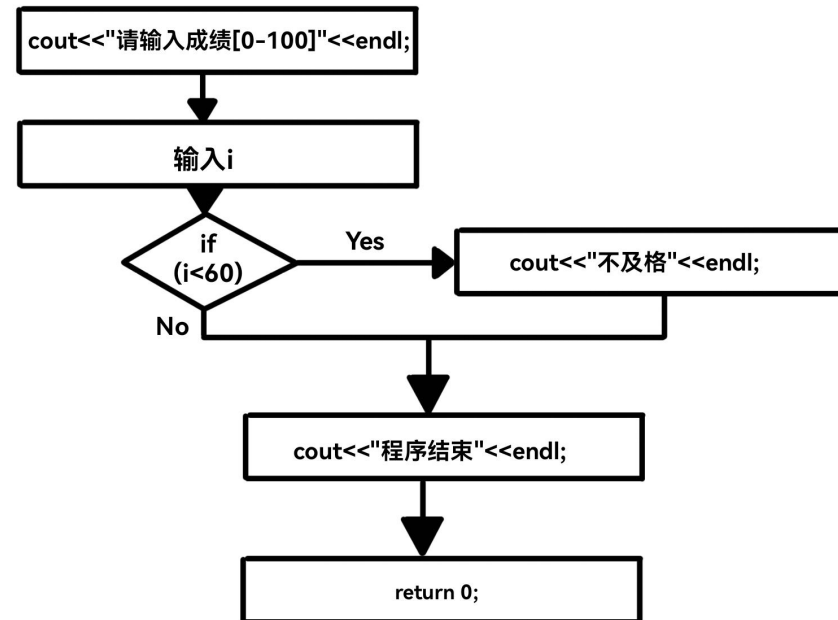 cout<<"请输入成绩[0-100]"<<endl;
输入i
if
(i<60)
Yes
cout<<"不及格"<<endl;
No
cout<<"程序结束"<<endl;
return 0;